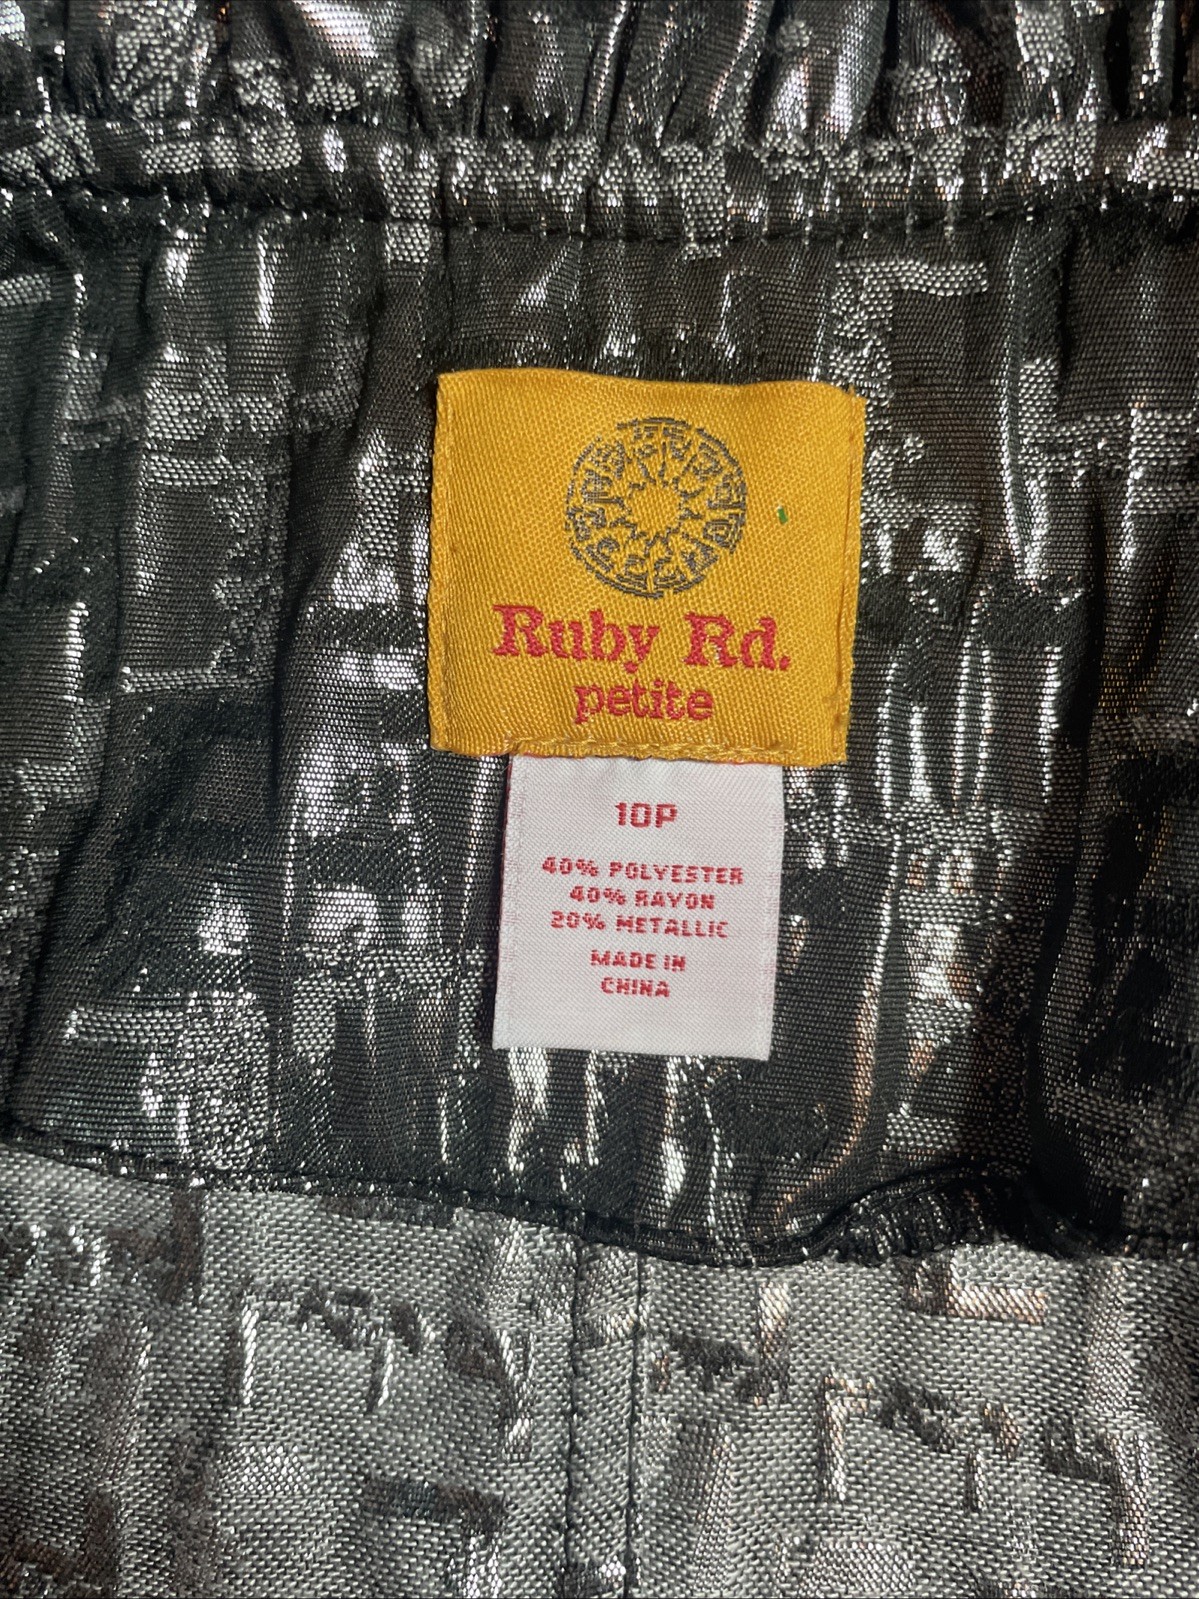 Ruby Rd.
petite
10P
40% POLYESTER
40% RAYON
20% METALLIC
MADE IN
CHINA